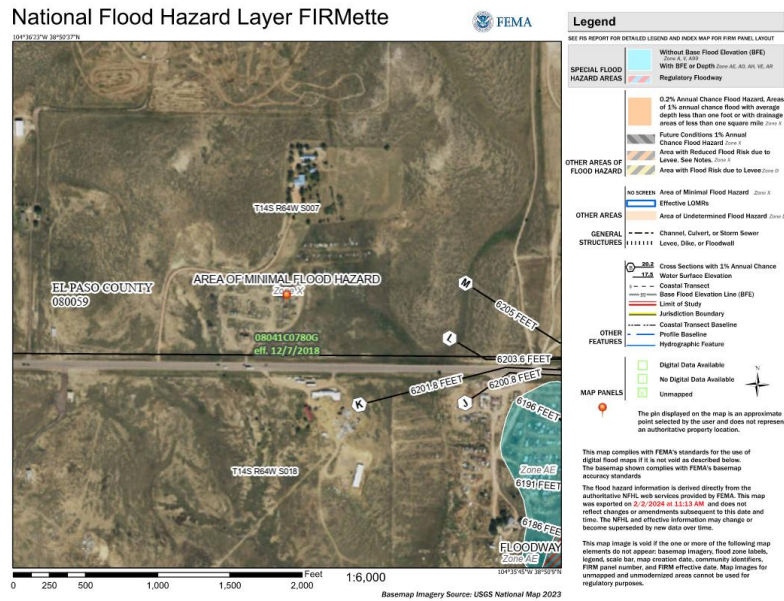 National Flood Hazard Layer FIRMette
FEMA
104°36'23"W 38°50'37"N
T14S R64W S007
EL PASO COUNTY
080059
AREA OF MINIMAL FLOOD HAZARD
Zone X
08041C0780G
eff. 12/7/2018
M
6205 FEET
L
6203.6 FEET
6201.8 FEET
6200.8 FEET
K
J
6196 FEET
T14S R64W S018
Zone AE
6191 FEET
6186 FEET
FLOODWAY
Zone AE
104°35'45"W 38°50'9"N
0 250 500 1,000 1,500 2,000
Feet
1:6,000
Basemap Imagery Source: USGS National Map 2023
Legend
SEE FIS REPORT FOR DETAILED LEGEND AND INDEX MAP FOR FIRM PANEL LAYOUT
SPECIAL FLOOD
HAZARD AREAS
Without Base Flood Elevation (BFE)
Zone A, V, A99
With BFE or Depth Zone AE, AO, AH, VE, AR
Regulatory Floodway
OTHER AREAS OF
FLOOD HAZARD
0.2% Annual Chance Flood Hazard, Areas
of 1% annual chance flood with average
depth less than one foot or with drainage
areas of less than one square mile Zone X
Future Conditions 1% Annual
Chance Flood Hazard Zone X
Area with Reduced Flood Risk due to
Levee. See Notes. Zone X
Area with Flood Risk due to Levee Zone D
OTHER AREAS
NO SCREEN Area of Minimal Flood Hazard Zone X
Effective LOMRs
Area of Undetermined Flood Hazard Zone
GENERAL
STRUCTURES
Channel, Culvert, or Storm Sewer
Levee, Dike, or Floodwall
OTHER
FEATURES
20.2 Cross Sections with 1% Annual Chance
17.5 Water Surface Elevation
Coastal Transect
Base Flood Elevation Line (BFE)
Limit of Study
Jurisdiction Boundary
Coastal Transect Baseline
Profile Baseline
Hydrographic Feature
MAP PANELS
Digital Data Available
No Digital Data Available
Unmapped
N
The pin displayed on the map is an approximate
point selected by the user and does not represen
an authoritative property location.
This map complies with FEMA's standards for the use of
digital flood maps if it is not void as described below.
The basemap shown complies with FEMA's basemap
accuracy standards
The flood hazard information is derived directly from the
authoritative NFHL web services provided by FEMA. This map
was exported on 2/2/2024 at 11:13 AM and does not
reflect changes or amendments subsequent to this date and
time. The NFHL and effective information may change or
become superseded by new data over time.
This map image is void if the one or more of the following map
elements do not appear: basemap imagery, flood zone labels,
legend, scale bar, map creation date, community identifiers,
FIRM panel number, and FIRM effective date. Map images for
unmapped and unmodernized areas cannot be used for
regulatory purposes.